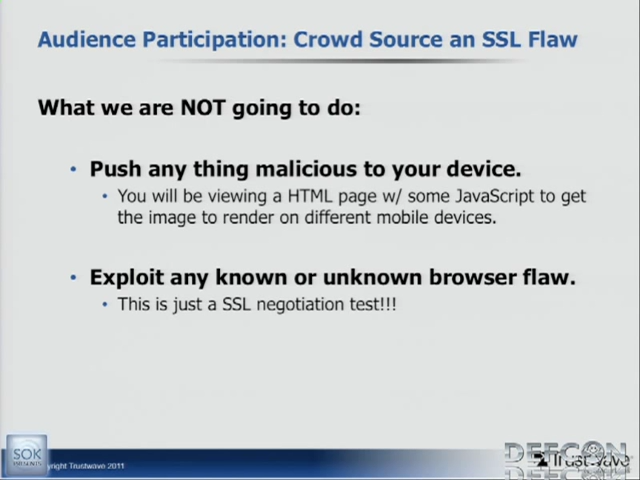 Audience Participation: Crowd Source an SSL Flaw
What we are NOT going to do:
• Push any thing malicious to your device.
• You will be viewing a HTML page w/ some JavaScript to get
the image to render on different mobile devices.
• Exploit any known or unknown browser flaw.
• This is just a SSL negotiation test!!!
SOK
yright Trustwave 2011
DEFCON
Trustwave